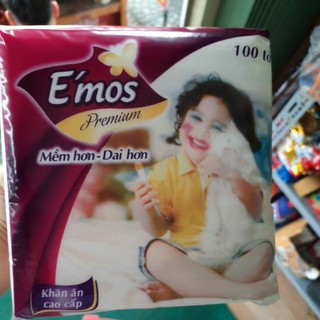 100 tờ
E'mos
Premium
Mềm hơn - Dai hơn
Khăn ăn
cao cấp